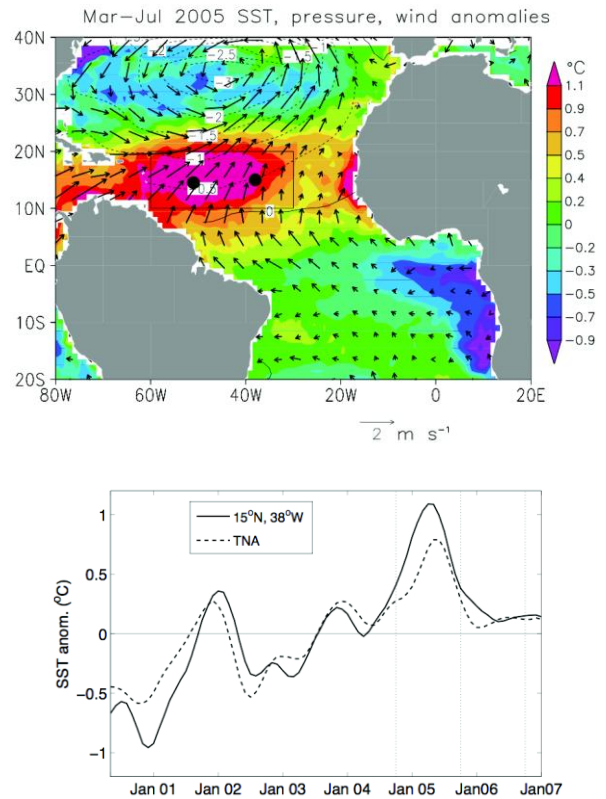 Mar-Jul 2005 SST, pressure, wind anomalies
40N
30N
20N
10N
EQ
10S
20S
80W 60W 40W 20W 0 20E
°C
1.1
0.9
0.7
0.5
0.4
0.2
0
-0.2
-0.3
-0.5
-0.7
-0.9
-2.5
-1
-3
-2
-1.5
-1
0.5
0
2 m s⁻¹
15°N, 38°W
TNA
SST anom. (°C)
1
0.5
0
-0.5
-1
Jan 01 Jan 02 Jan 03 Jan 04 Jan 05 Jan06 Jan07